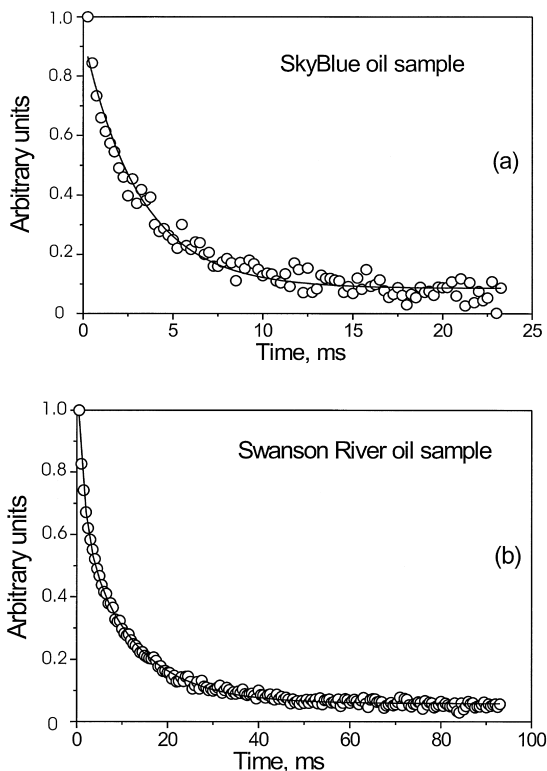 1.0
SkyBlue oil sample
0.8
0.6
(a)
Arbitrary units
0.4
0.2
0
0 5 10 15 20 25
Time, ms
1.0
Swanson River oil sample
0.8
0.6
(b)
Arbitrary units
0.4
0.2
0
0 20 40 60 80 100
Time, ms